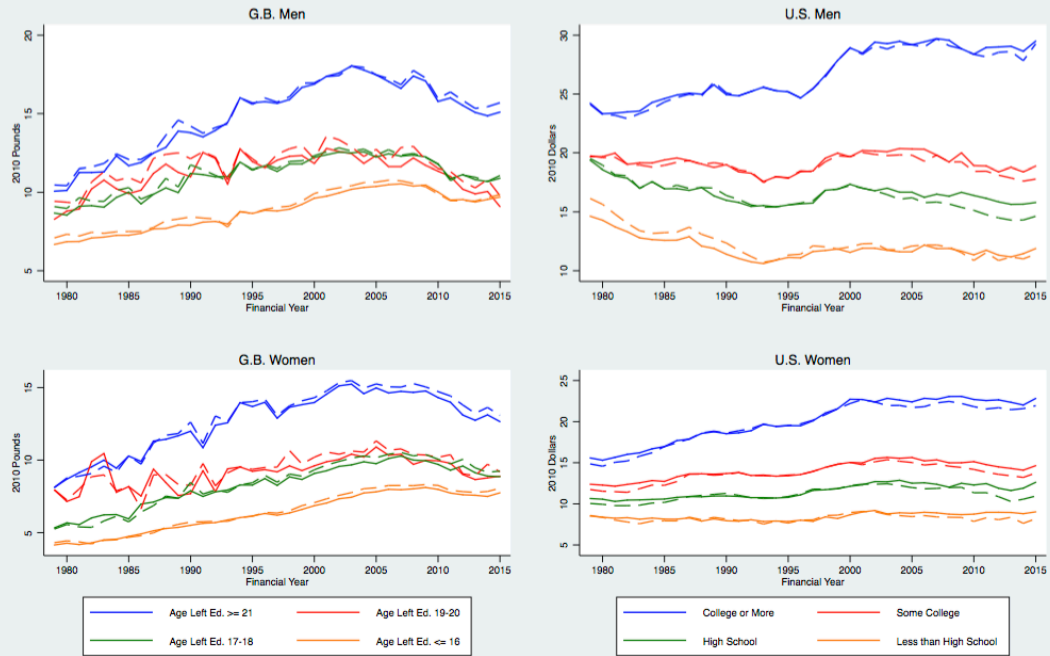 G.B. Men
20
15
10
5
2010 Pounds
1980 1985 1990 1995 2000 2005 2010 2015
Financial Year
U.S. Men
30
25
20
15
10
2010 Dollars
1980 1985 1990 1995 2000 2005 2010 2015
Financial Year
G.B. Women
15
10
5
2010 Pounds
1980 1985 1990 1995 2000 2005 2010 2015
Financial Year
U.S. Women
25
20
15
10
5
2010 Dollars
1980 1985 1990 1995 2000 2005 2010 2015
Financial Year
Age Left Ed. >= 21 Age Left Ed. 19-20
Age Left Ed. 17-18 Age Left Ed. <= 16
College or More Some College
High School Less than High School